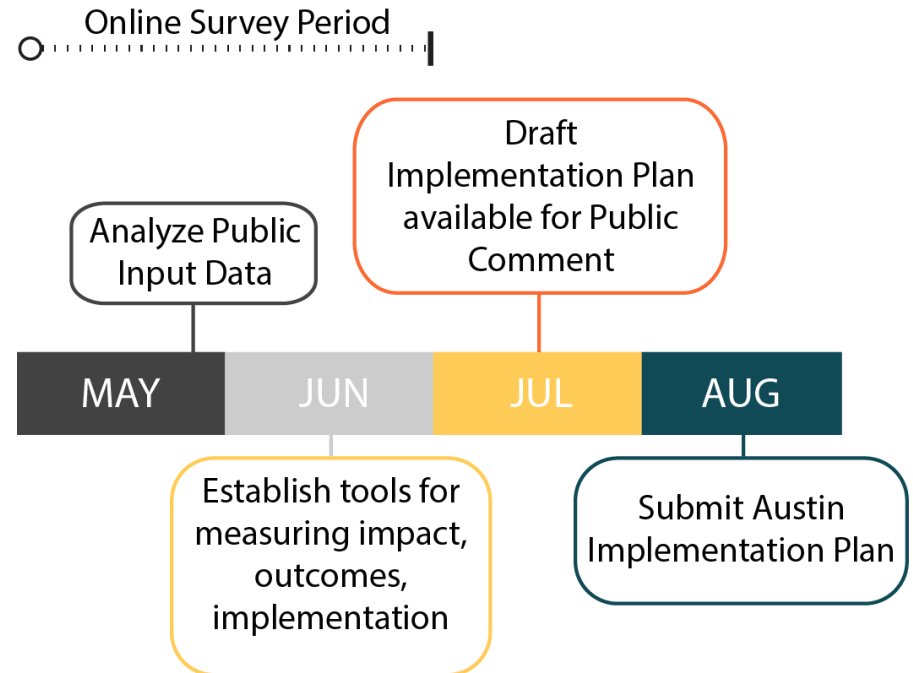 Online Survey Period
Draft
Implementation Plan
available for Public
Comment
Analyze Public
Input Data
MAY
JUN
JUL
AUG
Establish tools for
measuring impact,
outcomes,
implementation
Submit Austin
Implementation Plan